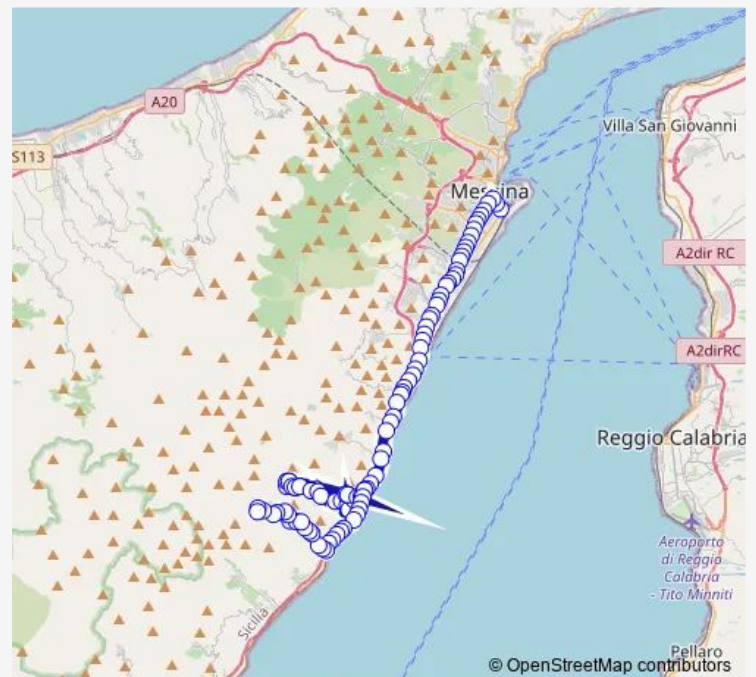 A20
S113
Villa San Giovanni
Messina
A2dir RC
A2dirRC
Reggio Calabria
Aeroporto
di Reggio
Calabria
- Tito Minniti
Sicilia
Pellaro
© OpenStreetMap contributors